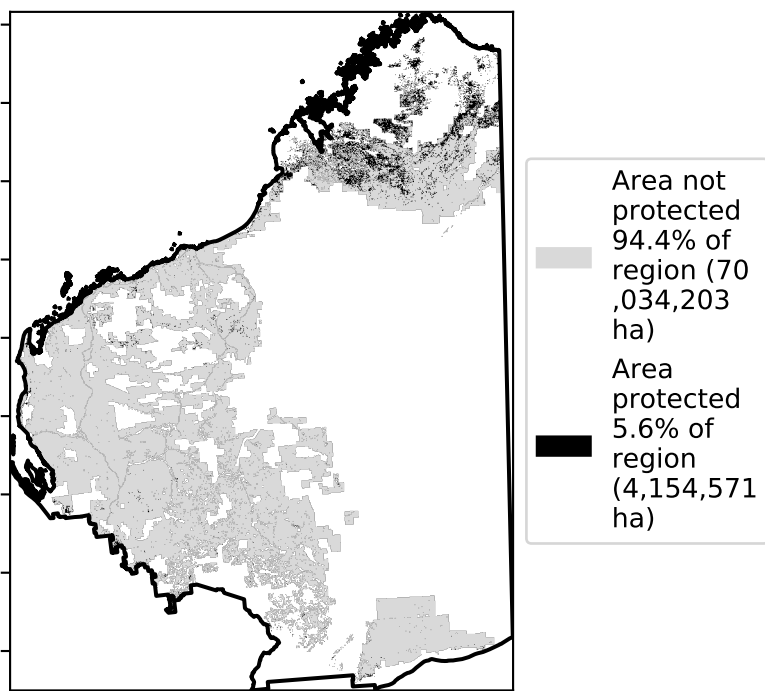 Area not
protected
94.4% of
region (70
,034,203
ha)
Area
protected
5.6% of
region
(4,154,571
ha)